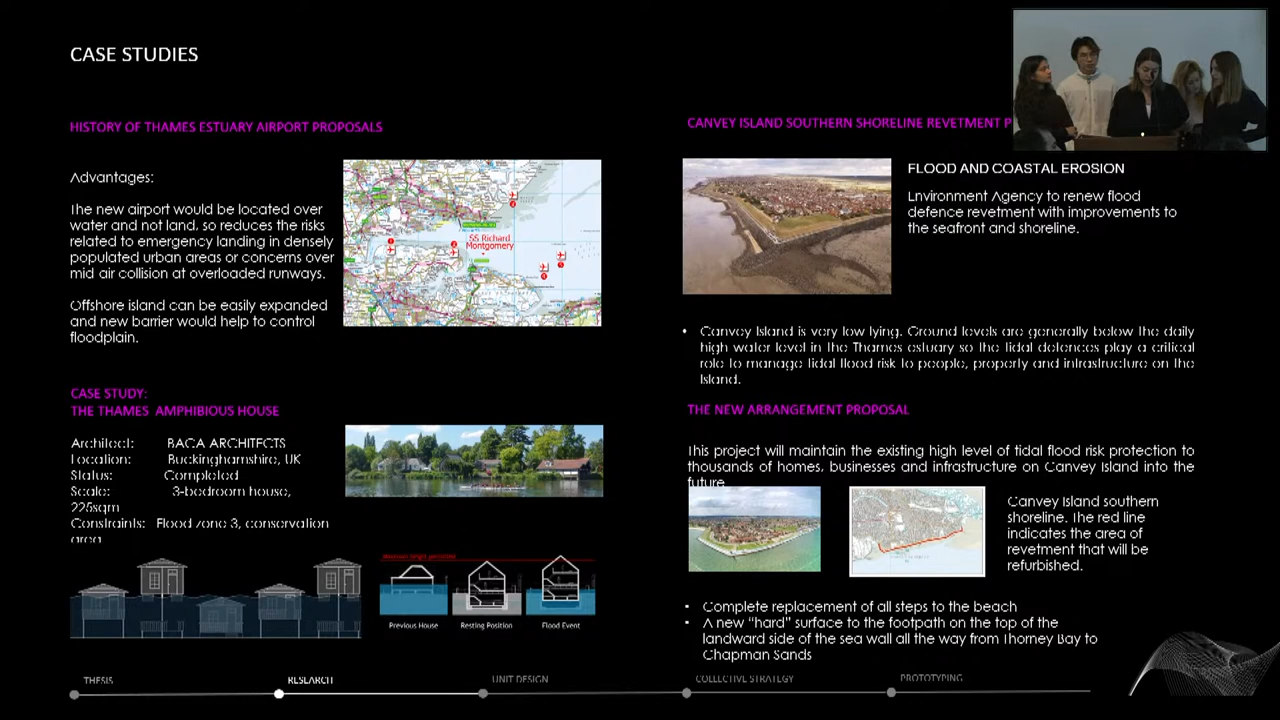 CASE STUDIES
HISTORY OF THAMES ESTUARY AIRPORT PROPOSALS
Advantages:
The new airport would be located over
water and not land, so reduces the risks
related to emergency landing in densely
populated urban areas or concerns over
mid air collision at overloaded runways.
Offshore island can be easily expanded
and new barrier would help to control
floodplain.
SS Richard
Montgomery
CASE STUDY:
THE THAMES AMPHIBIOUS HOUSE
Architect: BACA ARCHITECTS
Location: Buckinghamshire, UK
Status: Completed
Scale: 3-bedroom house,
225sqm
Constraints: Flood zone 3, conservation
area
Maximum height permitted
Previous House
Resting Position
Flood Event
CANVEY ISLAND SOUTHERN SHORELINE REVETMENT P
FLOOD AND COASTAL EROSION
Environment Agency to renew flood
defence revetment with improvements to
the seafront and shoreline.
• Canvey Island is very low lying. Ground levels are generally below the daily
high water level in the Thames estuary so the tidal defences play a critical
role to manage tidal flood risk to people, property and infrastructure on the
Island.
THE NEW ARRANGEMENT PROPOSAL
This project will maintain the existing high level of tidal flood risk protection to
thousands of homes, businesses and infrastructure on Canvey Island into the
future
Canvey Island southern
shoreline. The red line
indicates the area of
revetment that will be
refurbished.
• Complete replacement of all steps to the beach
• A new "hard" surface to the footpath on the top of the
landward side of the sea wall all the way from Thorney Bay to
Chapman Sands
THESIS
RESEARCH
UNIT DESIGN
COLLECTIVE STRATEGY
PROTOTYPING